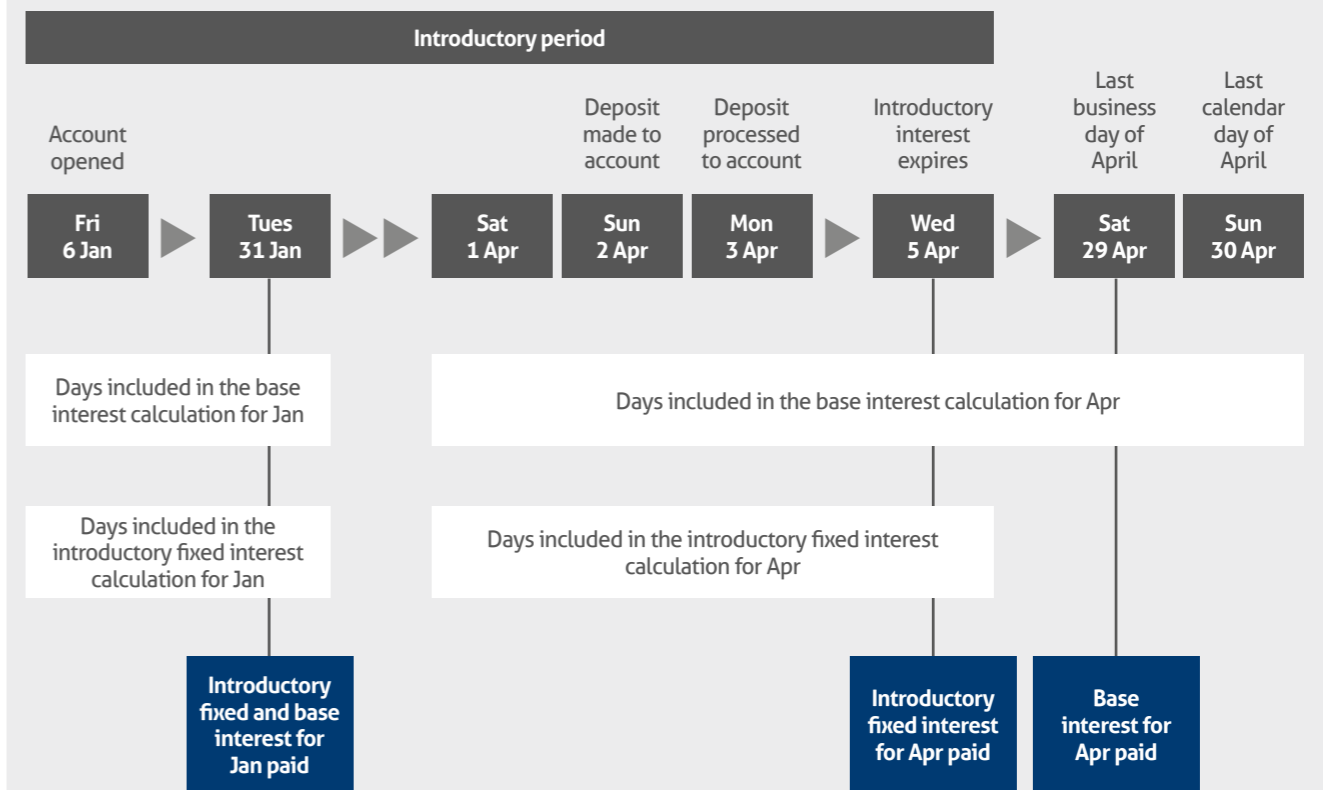 Introductory period
Account
opened
Deposit
made to
account
Deposit
processed
to account
Introductory
interest
expires
Last
business
day of
April
Last
calendar
day of
April
Fri
6 Jan
Tues
31 Jan
Sat
1 Apr
Sun
2 Apr
Mon
3 Apr
Wed
5 Apr
Sat
29 Apr
Sun
30 Apr
Days included in the base
interest calculation for Jan
Days included in the base interest calculation for Apr
Days included in the
introductory fixed interest
calculation for Jan
Days included in the introductory fixed interest
calculation for Apr
Introductory
fixed and base
interest for
Jan paid
Introductory
fixed interest
for Apr paid
Base
interest for
Apr paid